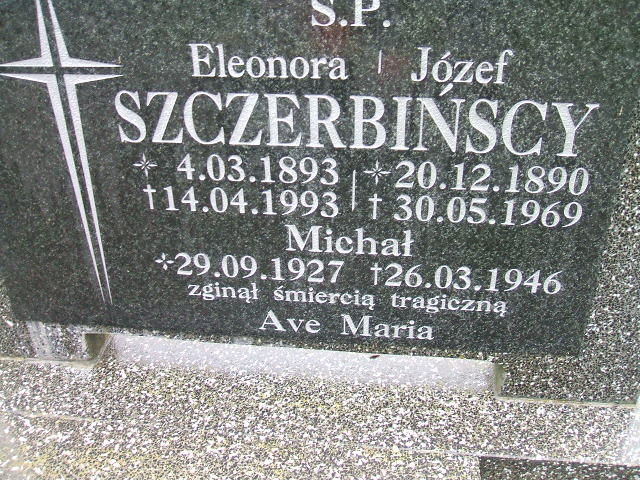 Ś.P.
Eleonora | Józef
SZCZERBIŃSCY
* 4.03.1893 | * 20.12.1890
†14.04.1993 | † 30.05.1969
Michał
*29.09.1927 †26.03.1946
zginął śmiercią tragiczną
Ave Maria